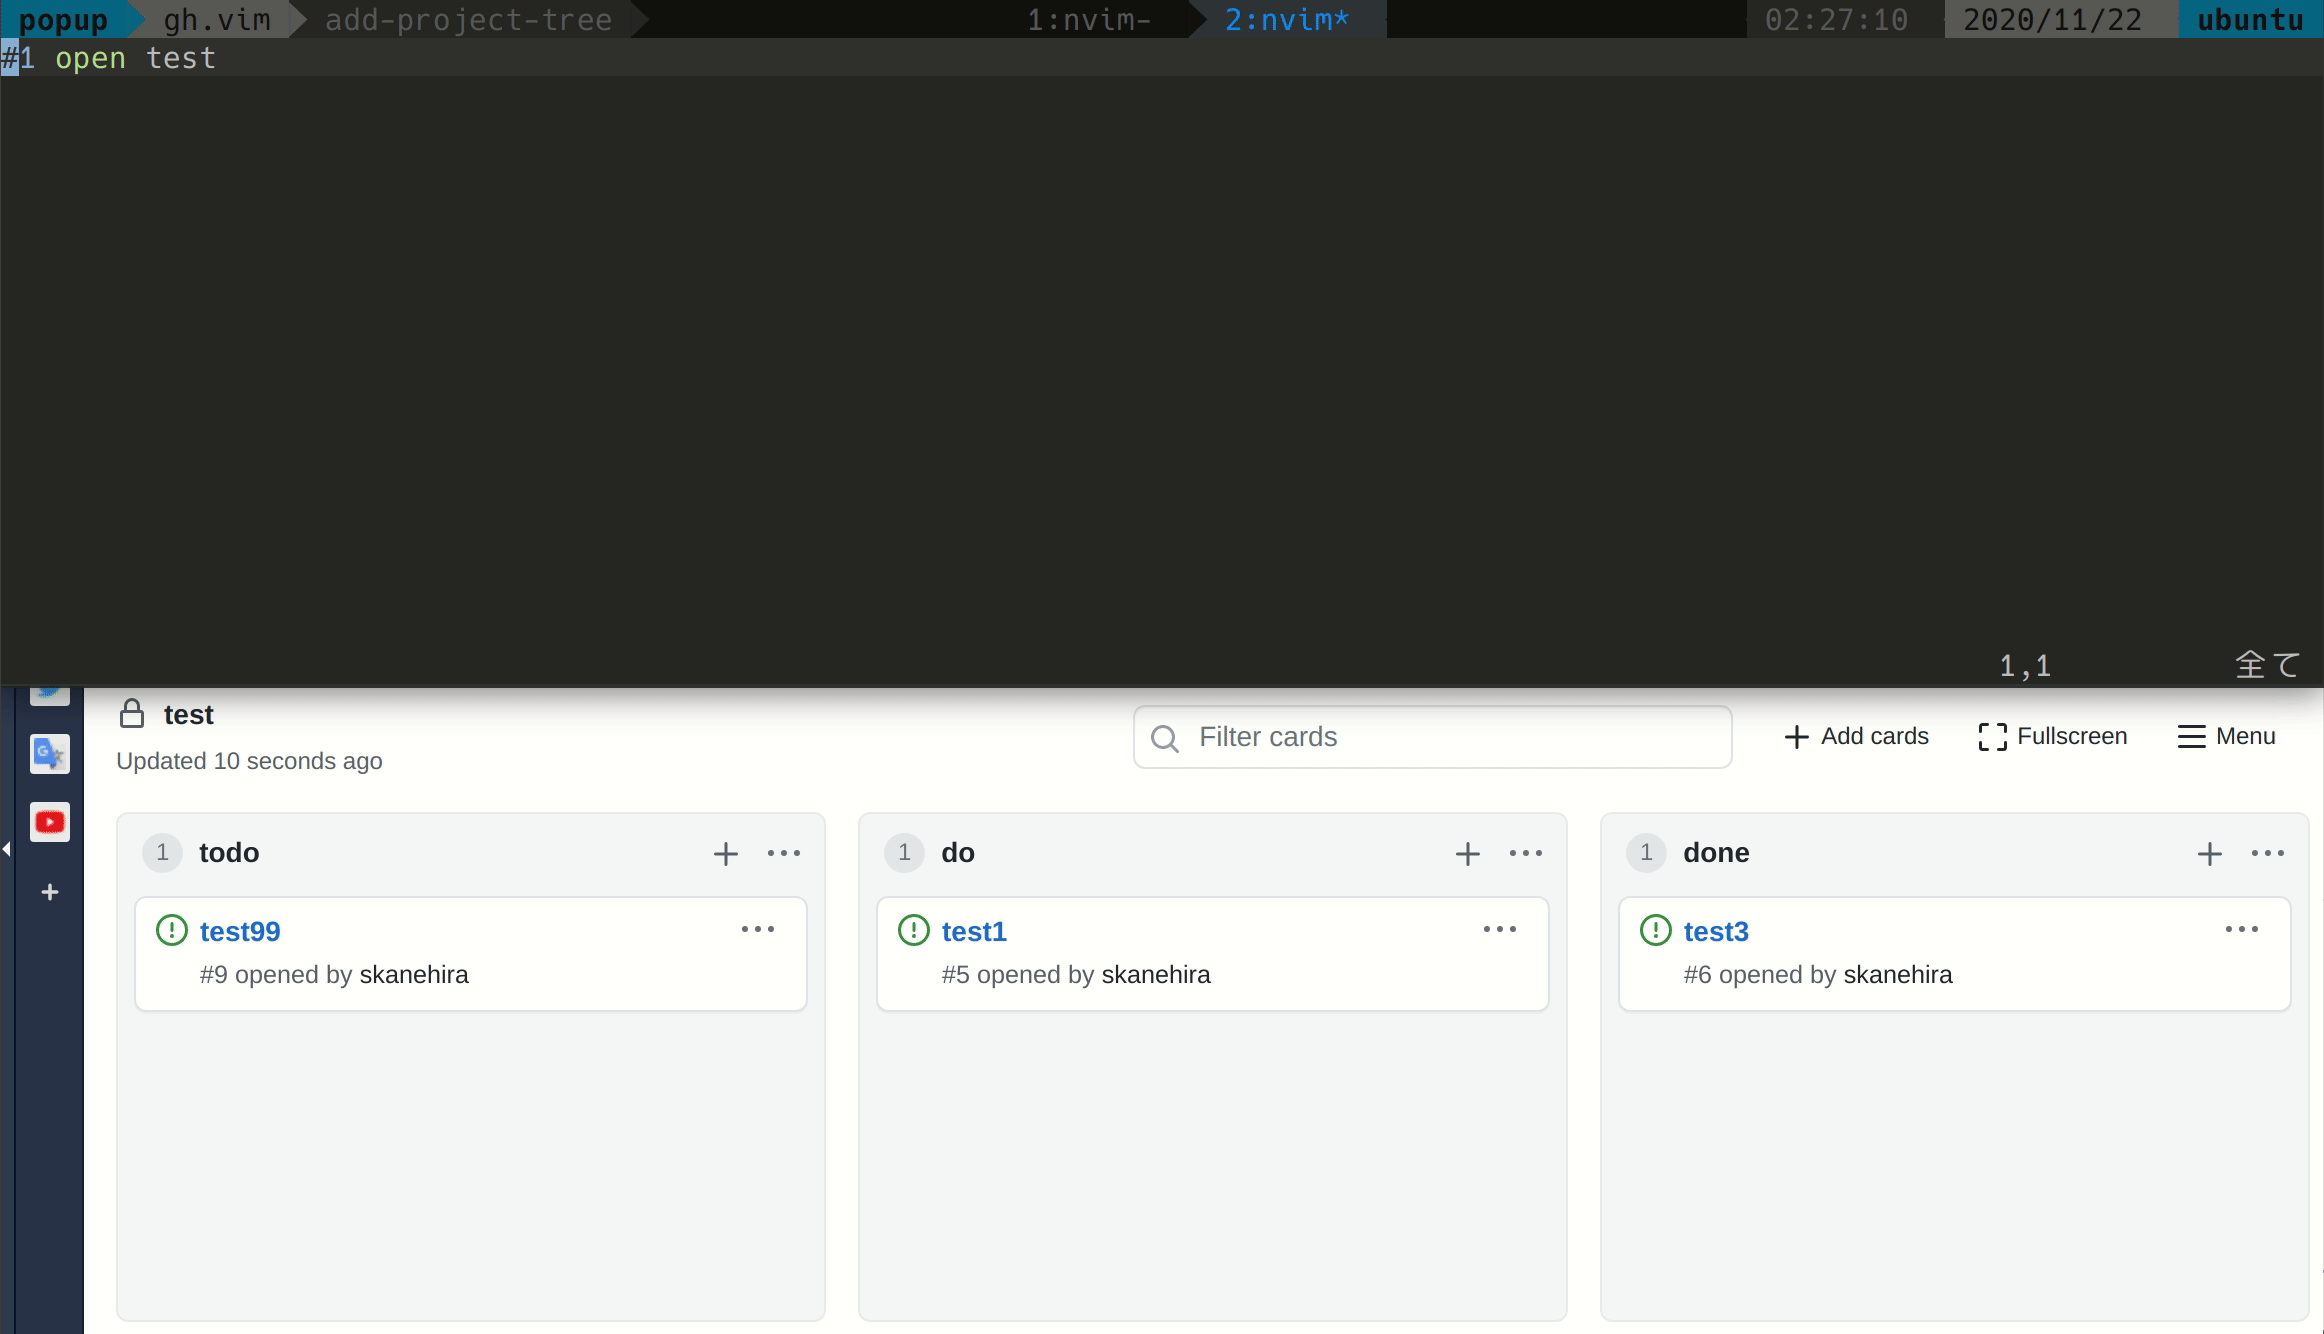 popup gh.vim add-project-tree 1:nvim- 2:nvim* 02:27:10 2020/11/22 ubuntu
#1 open test
1,1 全て
test
Updated 10 seconds ago
Filter cards
Add cards
Fullscreen
Menu
1 todo
test99
#9 opened by skanehira
1 do
test1
#5 opened by skanehira
1 done
test3
#6 opened by skanehira